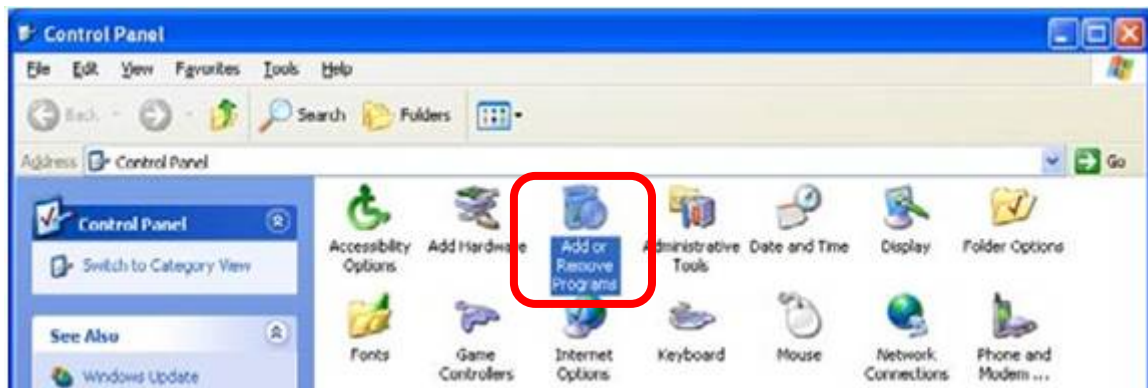 Control Panel
File Edit View Favorites Tools Help
Back Search Folders
Address Control Panel Go
Control Panel
Switch to Category View
See Also
Windows Update
Accessibility Options
Add Hardware
Add or Remove Programs
Administrative Tools
Date and Time
Display
Folder Options
Fonts
Game Controllers
Internet Options
Keyboard
Mouse
Network Connections
Phone and Modem ...